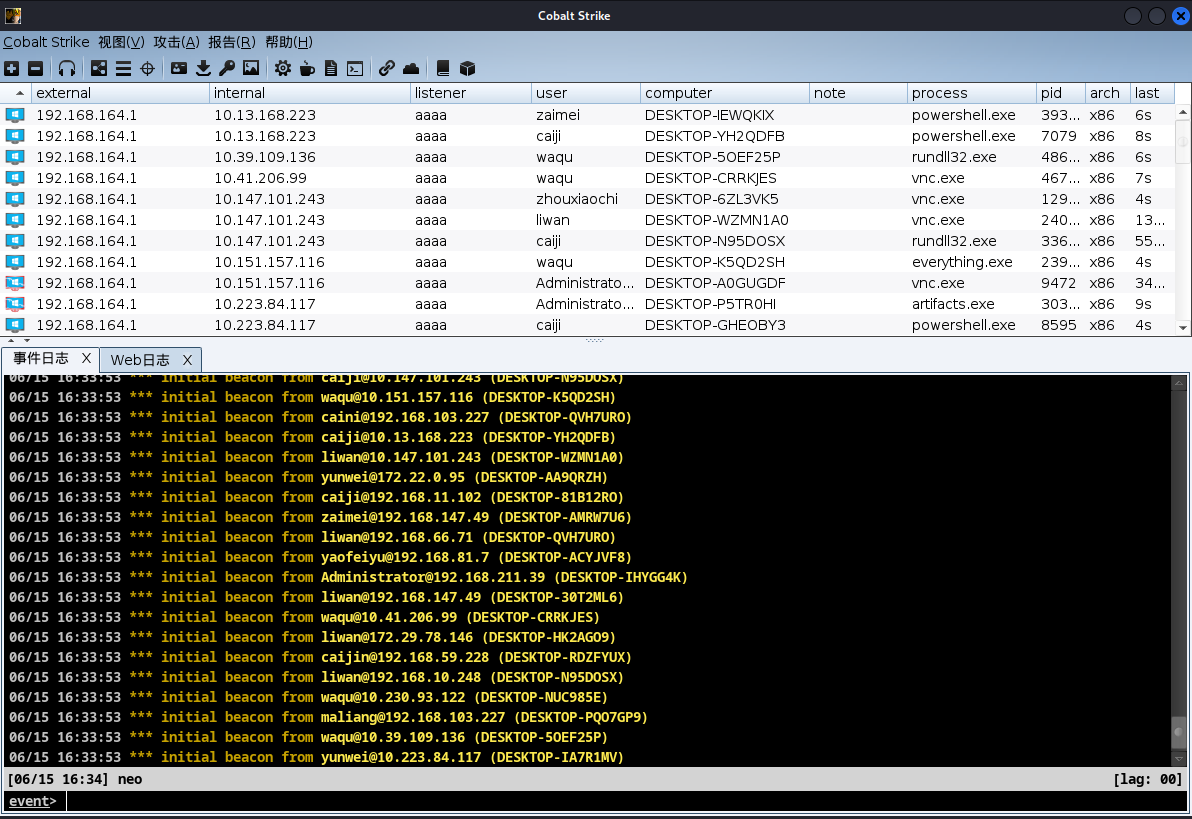 Cobalt Strike
Cobalt Strike 视图(V) 攻击(A) 报告(R) 帮助(H)
external internal listener user computer note process pid arch last
192.168.164.1 10.13.168.223 aaaa zaimei DESKTOP-IEWQKIX powershell.exe 393... x86 6s
192.168.164.1 10.13.168.223 aaaa caiji DESKTOP-YH2QDFB powershell.exe 7079 x86 8s
192.168.164.1 10.39.109.136 aaaa waqu DESKTOP-5OEF25P rundll32.exe 486... x86 6s
192.168.164.1 10.41.206.99 aaaa waqu DESKTOP-CRRKJES vnc.exe 467... x86 7s
192.168.164.1 10.147.101.243 aaaa zhouxiaochi DESKTOP-6ZL3VK5 vnc.exe 129... x86 4s
192.168.164.1 10.147.101.243 aaaa liwan DESKTOP-WZMN1A0 vnc.exe 240... x86 13...
192.168.164.1 10.147.101.243 aaaa caiji DESKTOP-N95DOSX rundll32.exe 336... x86 55...
192.168.164.1 10.151.157.116 aaaa waqu DESKTOP-K5QD2SH everything.exe 239... x86 4s
192.168.164.1 10.151.157.116 aaaa Administrato... DESKTOP-A0GUGDF vnc.exe 9472 x86 34...
192.168.164.1 10.223.84.117 aaaa Administrato... DESKTOP-P5TR0HI artifacts.exe 303... x86 9s
192.168.164.1 10.223.84.117 aaaa caiji DESKTOP-GHEOBY3 powershell.exe 8595 x86 4s
事件日志 X Web日志 X
06/15 16:33:53 *** initial beacon from caiji@10.147.101.243 (DESKTOP-N95DOSX)
06/15 16:33:53 *** initial beacon from waqu@10.151.157.116 (DESKTOP-K5QD2SH)
06/15 16:33:53 *** initial beacon from caini@192.168.103.227 (DESKTOP-QVH7URO)
06/15 16:33:53 *** initial beacon from caiji@10.13.168.223 (DESKTOP-YH2QDFB)
06/15 16:33:53 *** initial beacon from liwan@10.147.101.243 (DESKTOP-WZMN1A0)
06/15 16:33:53 *** initial beacon from yunwei@172.22.0.95 (DESKTOP-AA9QRZH)
06/15 16:33:53 *** initial beacon from caiji@192.168.11.102 (DESKTOP-81B12RO)
06/15 16:33:53 *** initial beacon from zaimei@192.168.147.49 (DESKTOP-AMRW7U6)
06/15 16:33:53 *** initial beacon from liwan@192.168.66.71 (DESKTOP-QVH7URO)
06/15 16:33:53 *** initial beacon from yaofeiyu@192.168.81.7 (DESKTOP-ACYJVF8)
06/15 16:33:53 *** initial beacon from Administrator@192.168.211.39 (DESKTOP-IHYGG4K)
06/15 16:33:53 *** initial beacon from liwan@192.168.147.49 (DESKTOP-30T2ML6)
06/15 16:33:53 *** initial beacon from waqu@10.41.206.99 (DESKTOP-CRRKJES)
06/15 16:33:53 *** initial beacon from liwan@172.29.78.146 (DESKTOP-HK2AGO9)
06/15 16:33:53 *** initial beacon from caijin@192.168.59.228 (DESKTOP-RDZFYUX)
06/15 16:33:53 *** initial beacon from liwan@192.168.10.248 (DESKTOP-N95DOSX)
06/15 16:33:53 *** initial beacon from waqu@10.230.93.122 (DESKTOP-NUC985E)
06/15 16:33:53 *** initial beacon from maliang@192.168.103.227 (DESKTOP-PQO7GP9)
06/15 16:33:53 *** initial beacon from waqu@10.39.109.136 (DESKTOP-5OEF25P)
06/15 16:33:53 *** initial beacon from yunwei@10.223.84.117 (DESKTOP-IA7R1MV)
[06/15 16:34] neo [lag: 00]
event>